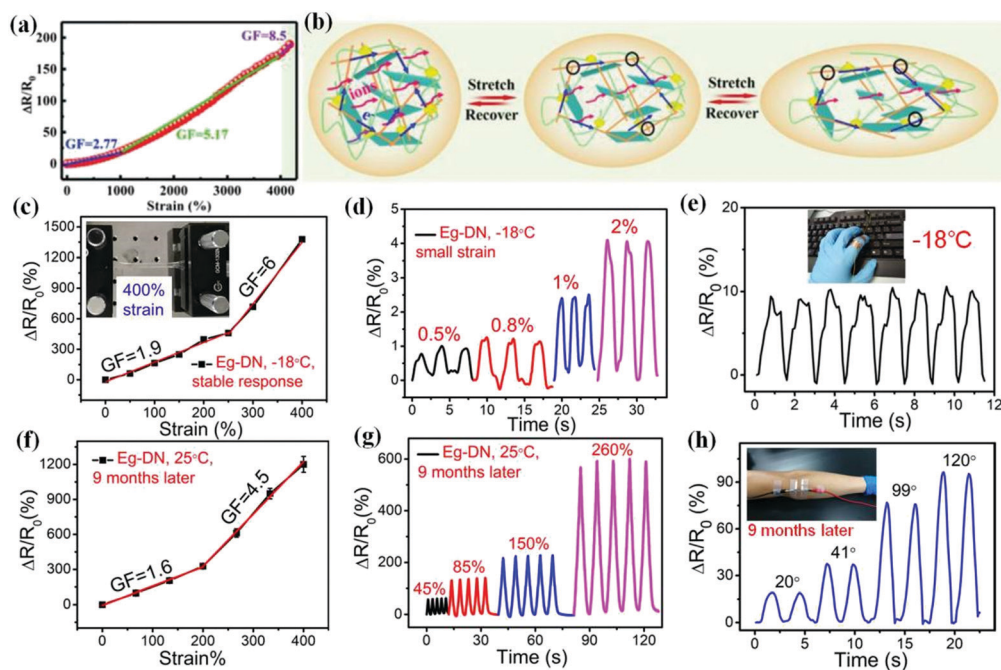 (a)
GF=8.5
200
150
100
50
0
ΔR/R₀
GF=2.77
GF=5.17
0 1000 2000 3000 4000
Strain (%)
(b)
ions
e⁻
Stretch
Recover
Stretch
Recover
(c)
1500
1200
900
600
300
0
ΔR/R₀ (%)
400%
strain
GF=1.9
GF=6
Eg-DN, -18°C,
stable response
0 100 200 300 400
Strain (%)
(d)
5
4
3
2
1
0
ΔR/R₀ (%)
Eg-DN, -18°C
small strain
0.5%
0.8%
1%
2%
0 5 10 15 20 25 30 35
Time (s)
(e)
20
10
0
ΔR/R₀ (%)
-18°C
0 2 4 6 8 10 12
Time (s)
(f)
1200
900
600
300
0
ΔR/R₀ (%)
Eg-DN, 25°C,
9 months later
GF=1.6
GF=4.5
0 100 200 300 400
Strain%
(g)
600
400
200
0
ΔR/R₀ (%)
Eg-DN, 25°C,
9 months later
45%
85%
150%
260%
0 30 60 90 120
Time (s)
(h)
90
60
30
0
ΔR/R₀ (%)
9 months later
20°
41°
99°
120°
0 5 10 15 20
Time (s)